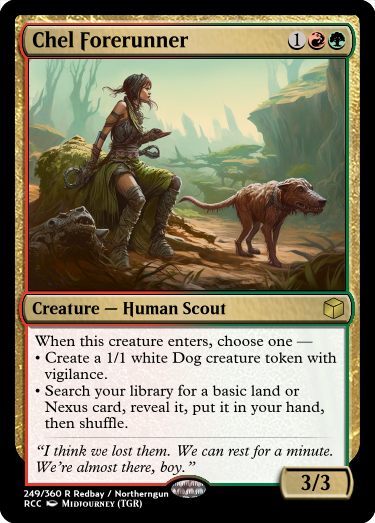 Chel Forerunner 1
Creature — Human Scout
When this creature enters, choose one —
• Create a 1/1 white Dog creature token with
vigilance.
• Search your library for a basic land or
Nexus card, reveal it, put it in your hand,
then shuffle.
“I think we lost them. We can rest for a minute.
We’re almost there, boy.”
3/3
249/360 R Redbay / Northerngun
RCC Midjourney (TGR)